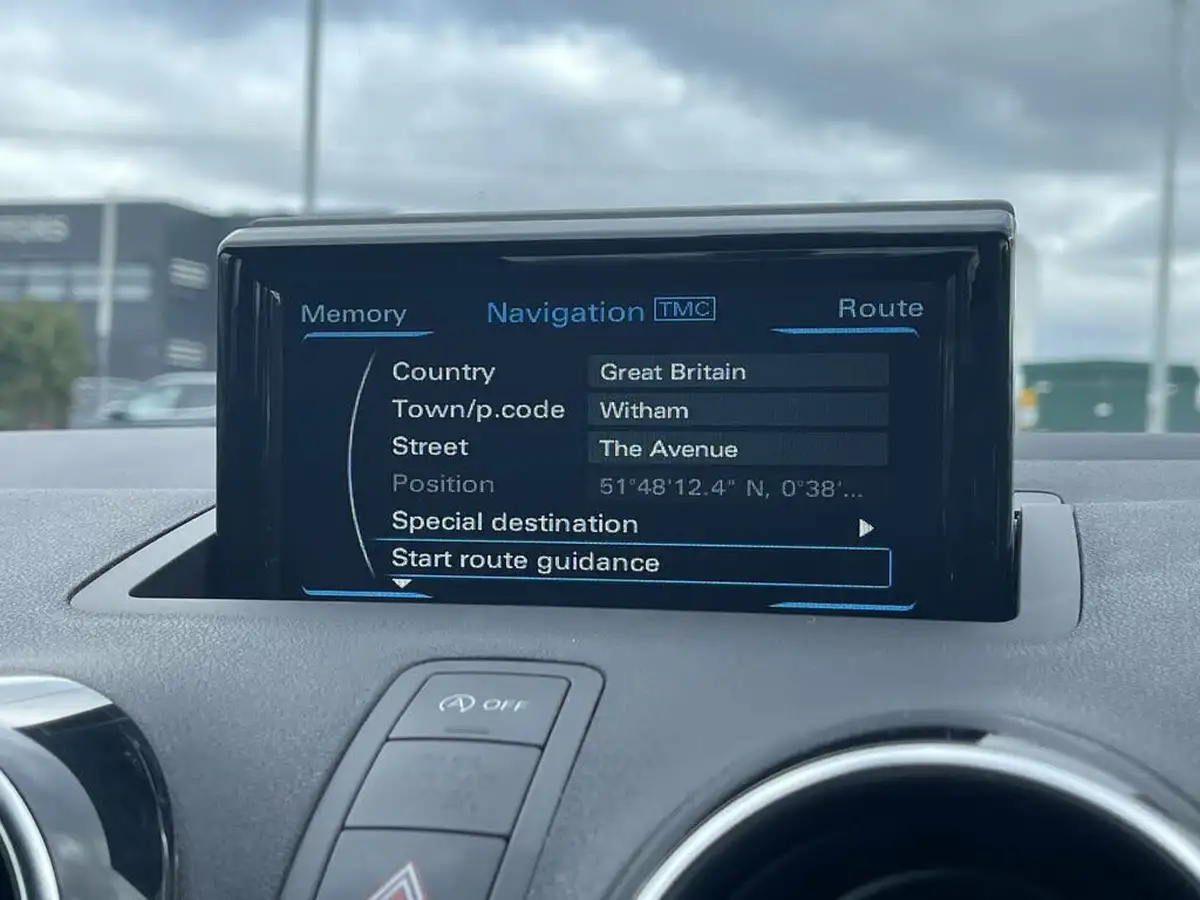 Memory Navigation TMC Route
Country Great Britain
Town/p.code Witham
Street The Avenue
Position 51°48'12.4" N, 0°38'...
Special destination
Start route guidance
A OFF